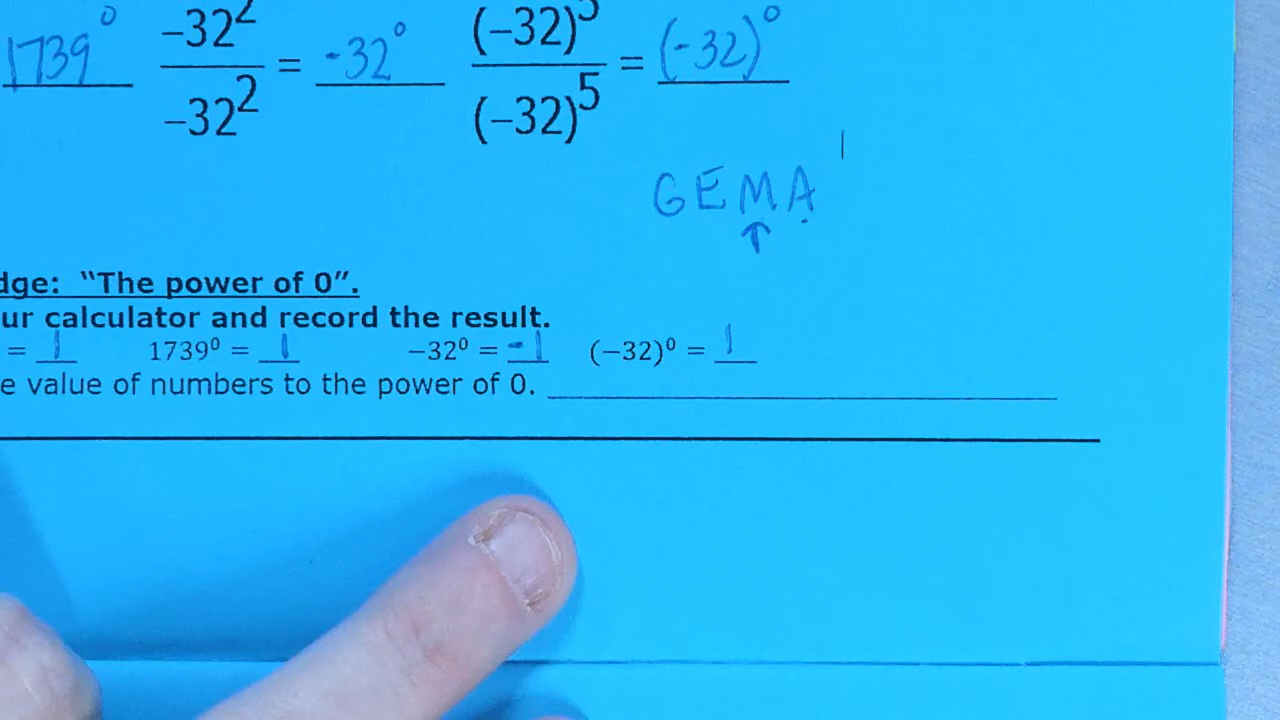 1739⁰ −32² / −32² = -32⁰ (−32)⁵ / (−32)⁵ = (-32)⁰
GEMA
↑
dge: “The power of 0”.
ur calculator and record the result.
= 1 1739⁰ = 1 −32⁰ = -1 (−32)⁰ = 1
e value of numbers to the power of 0.